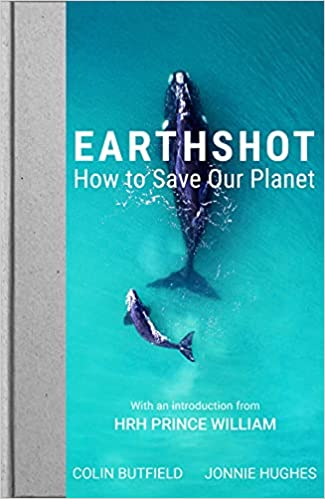 EARTHSHOT
How to Save Our Planet
With an introduction from
HRH PRINCE WILLIAM
COLIN BUTFIELD JONNIE HUGHES